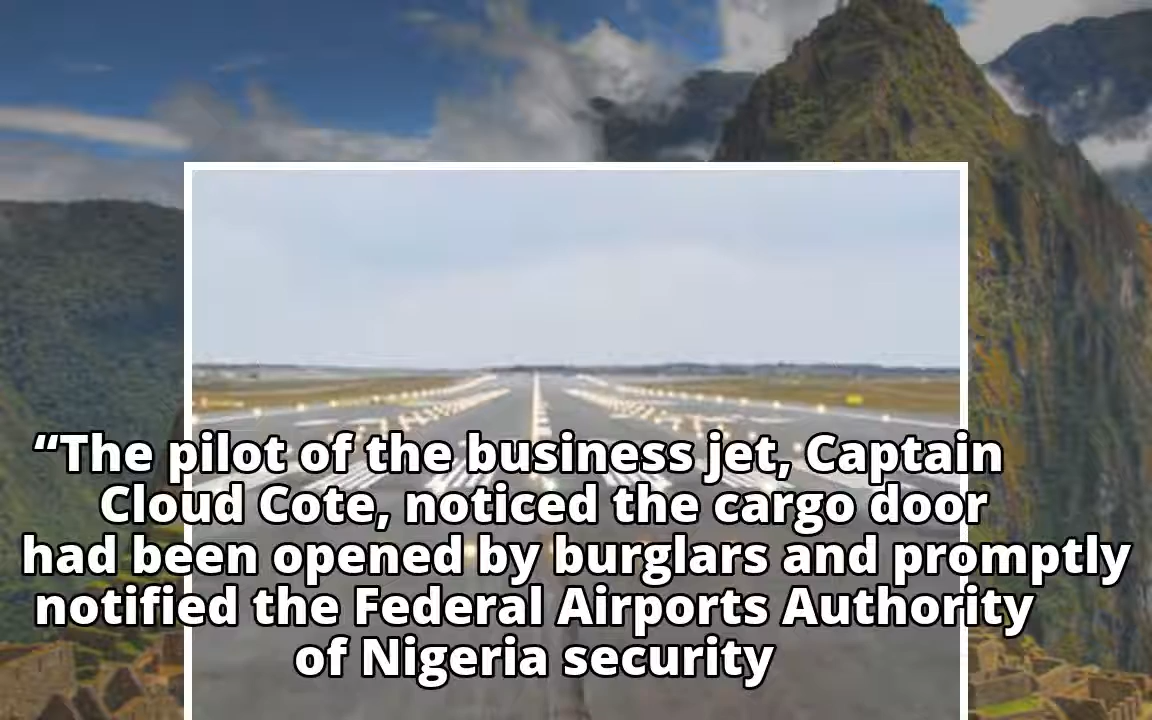 “The pilot of the business jet, Captain
Cloud Cote, noticed the cargo door
had been opened by burglars and promptly
notified the Federal Airports Authority
of Nigeria security